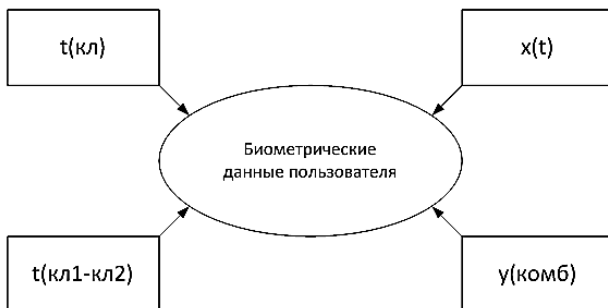 t(кл)
x(t)
Биометрические
данные пользователя
t(кл1-кл2)
y(комб)